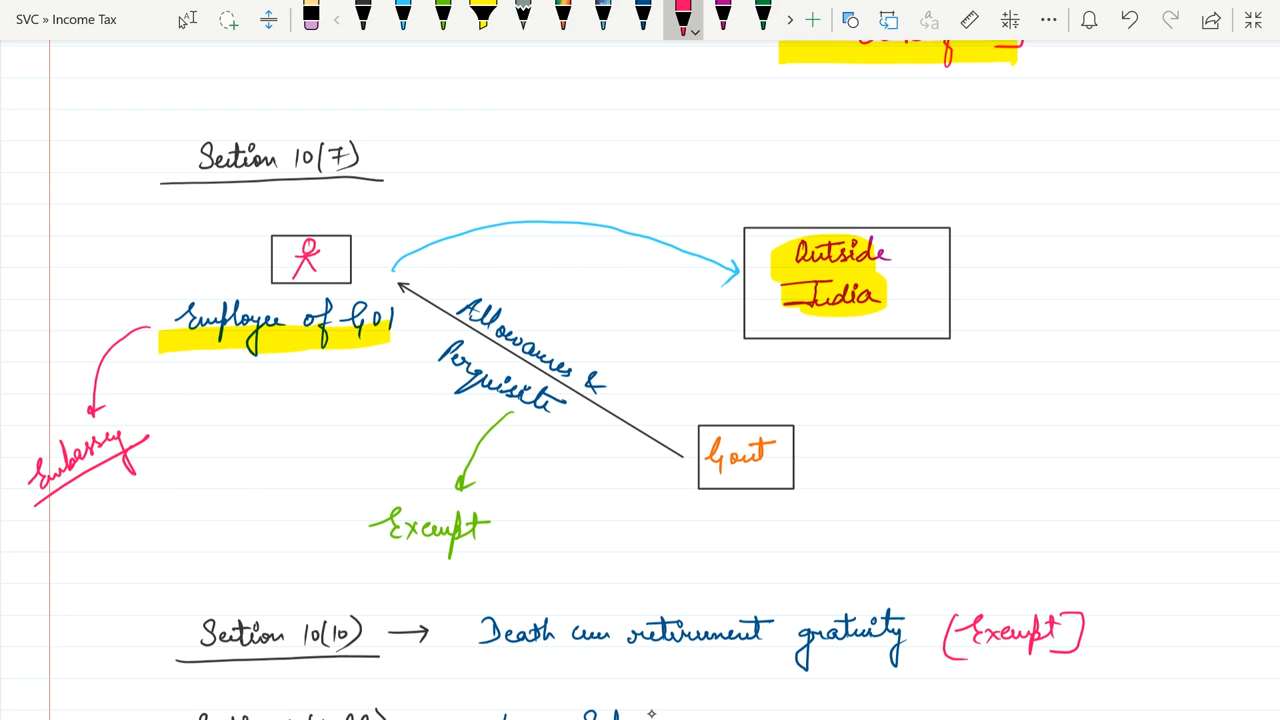 SVC » Income Tax
Section 10(7)
Outside
India
Employee of GOI
Allowances &
Perquisite
Embessy
Govt
Exempt
Section 10(10) → Death cum retirement gratuity [Exempt]